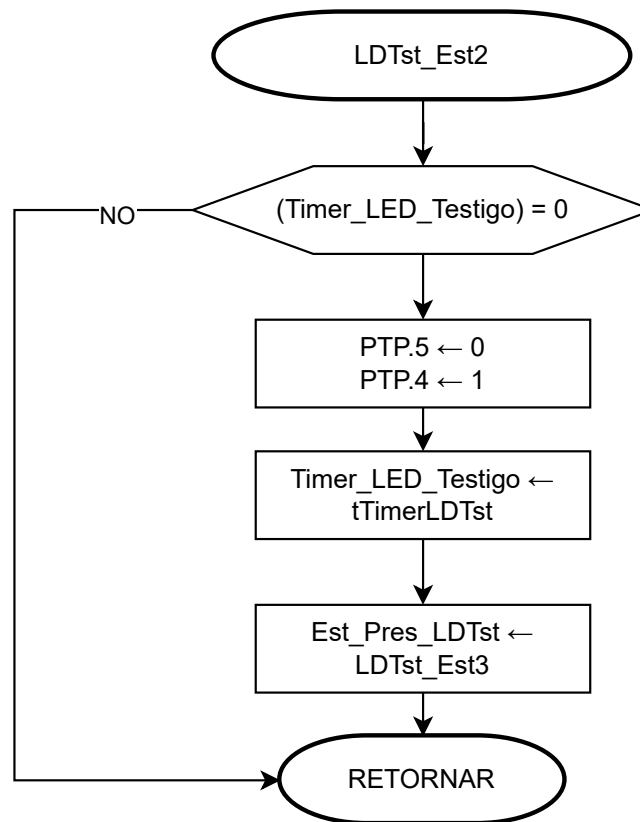 LDTst_Est2
NO
(Timer_LED_Testigo) = 0
PTP.5 ← 0
PTP.4 ← 1
Timer_LED_Testigo ←
tTimerLDTst
Est_Pres_LDTst ←
LDTst_Est3
RETORNAR